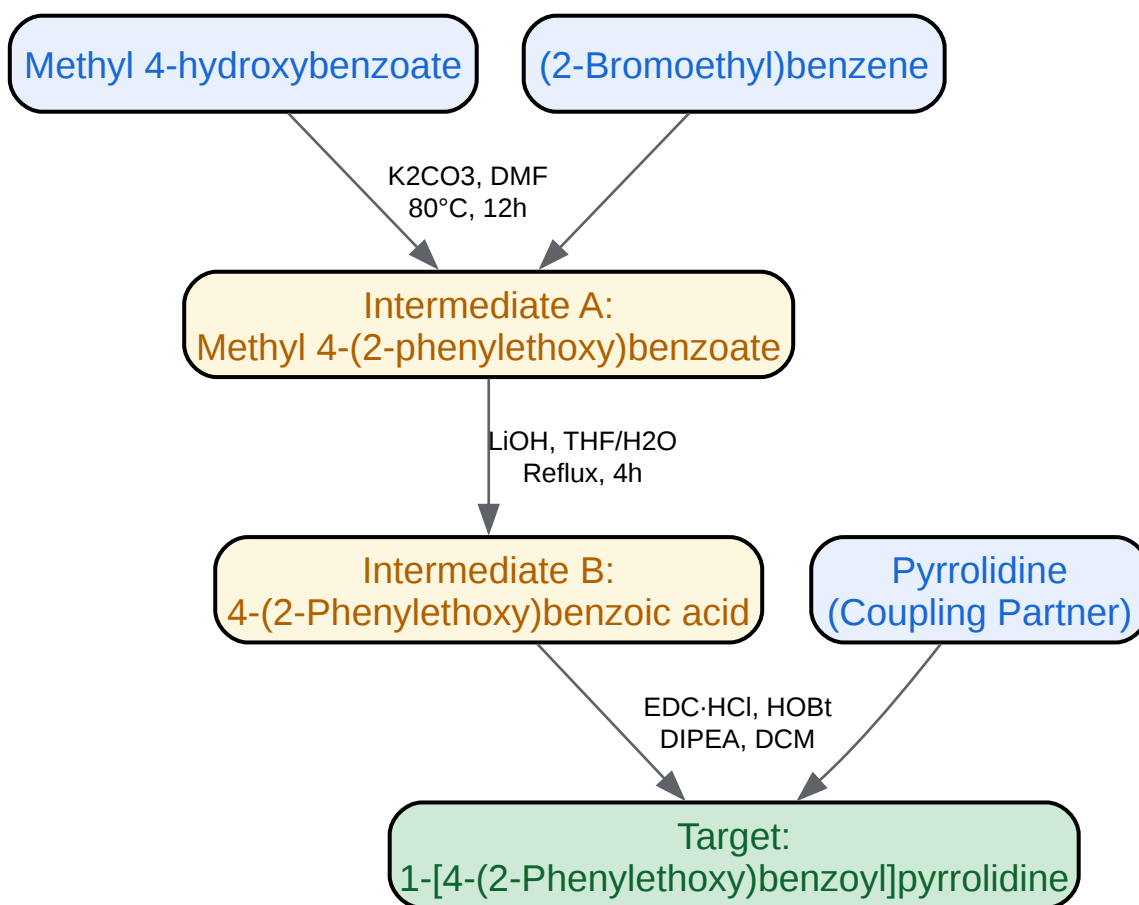 Methyl 4-hydroxybenzoate
(2-Bromoethyl)benzene
K2CO3, DMF
80°C, 12h
Intermediate A:
Methyl 4-(2-phenylethoxy)benzoate
LiOH, THF/H2O
Reflux, 4h
Intermediate B:
4-(2-Phenylethoxy)benzoic acid
Pyrrolidine
(Coupling Partner)
EDC·HCl, HOBt
DIPEA, DCM
Target:
1-[4-(2-Phenylethoxy)benzoyl]pyrrolidine